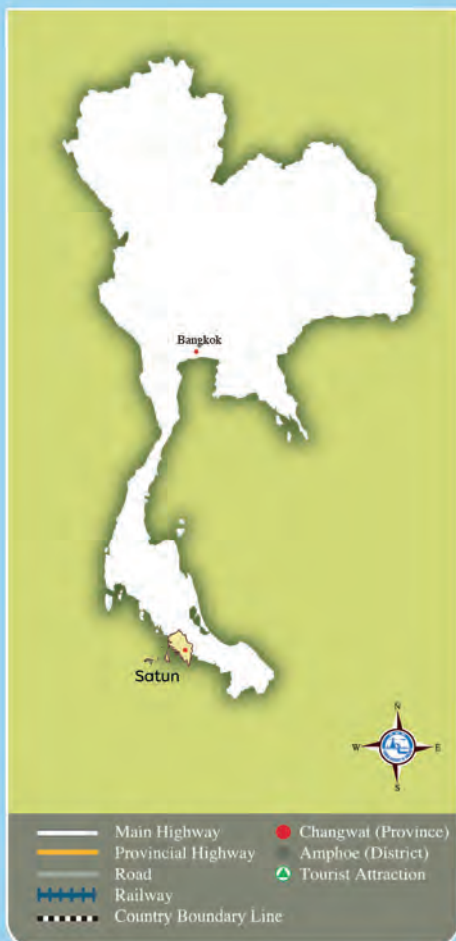 Bangkok
Satun
N
W E
S
Main Highway
Provincial Highway
Road
Railway
Country Boundary Line
Changwat (Province)
Amphoe (District)
Tourist Attraction